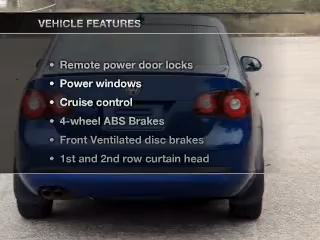 VEHICLE FEATURES
• Remote power door locks
• Power windows
• Cruise control
• 4-wheel ABS Brakes
• Front Ventilated disc brakes
• 1st and 2nd row curtain head